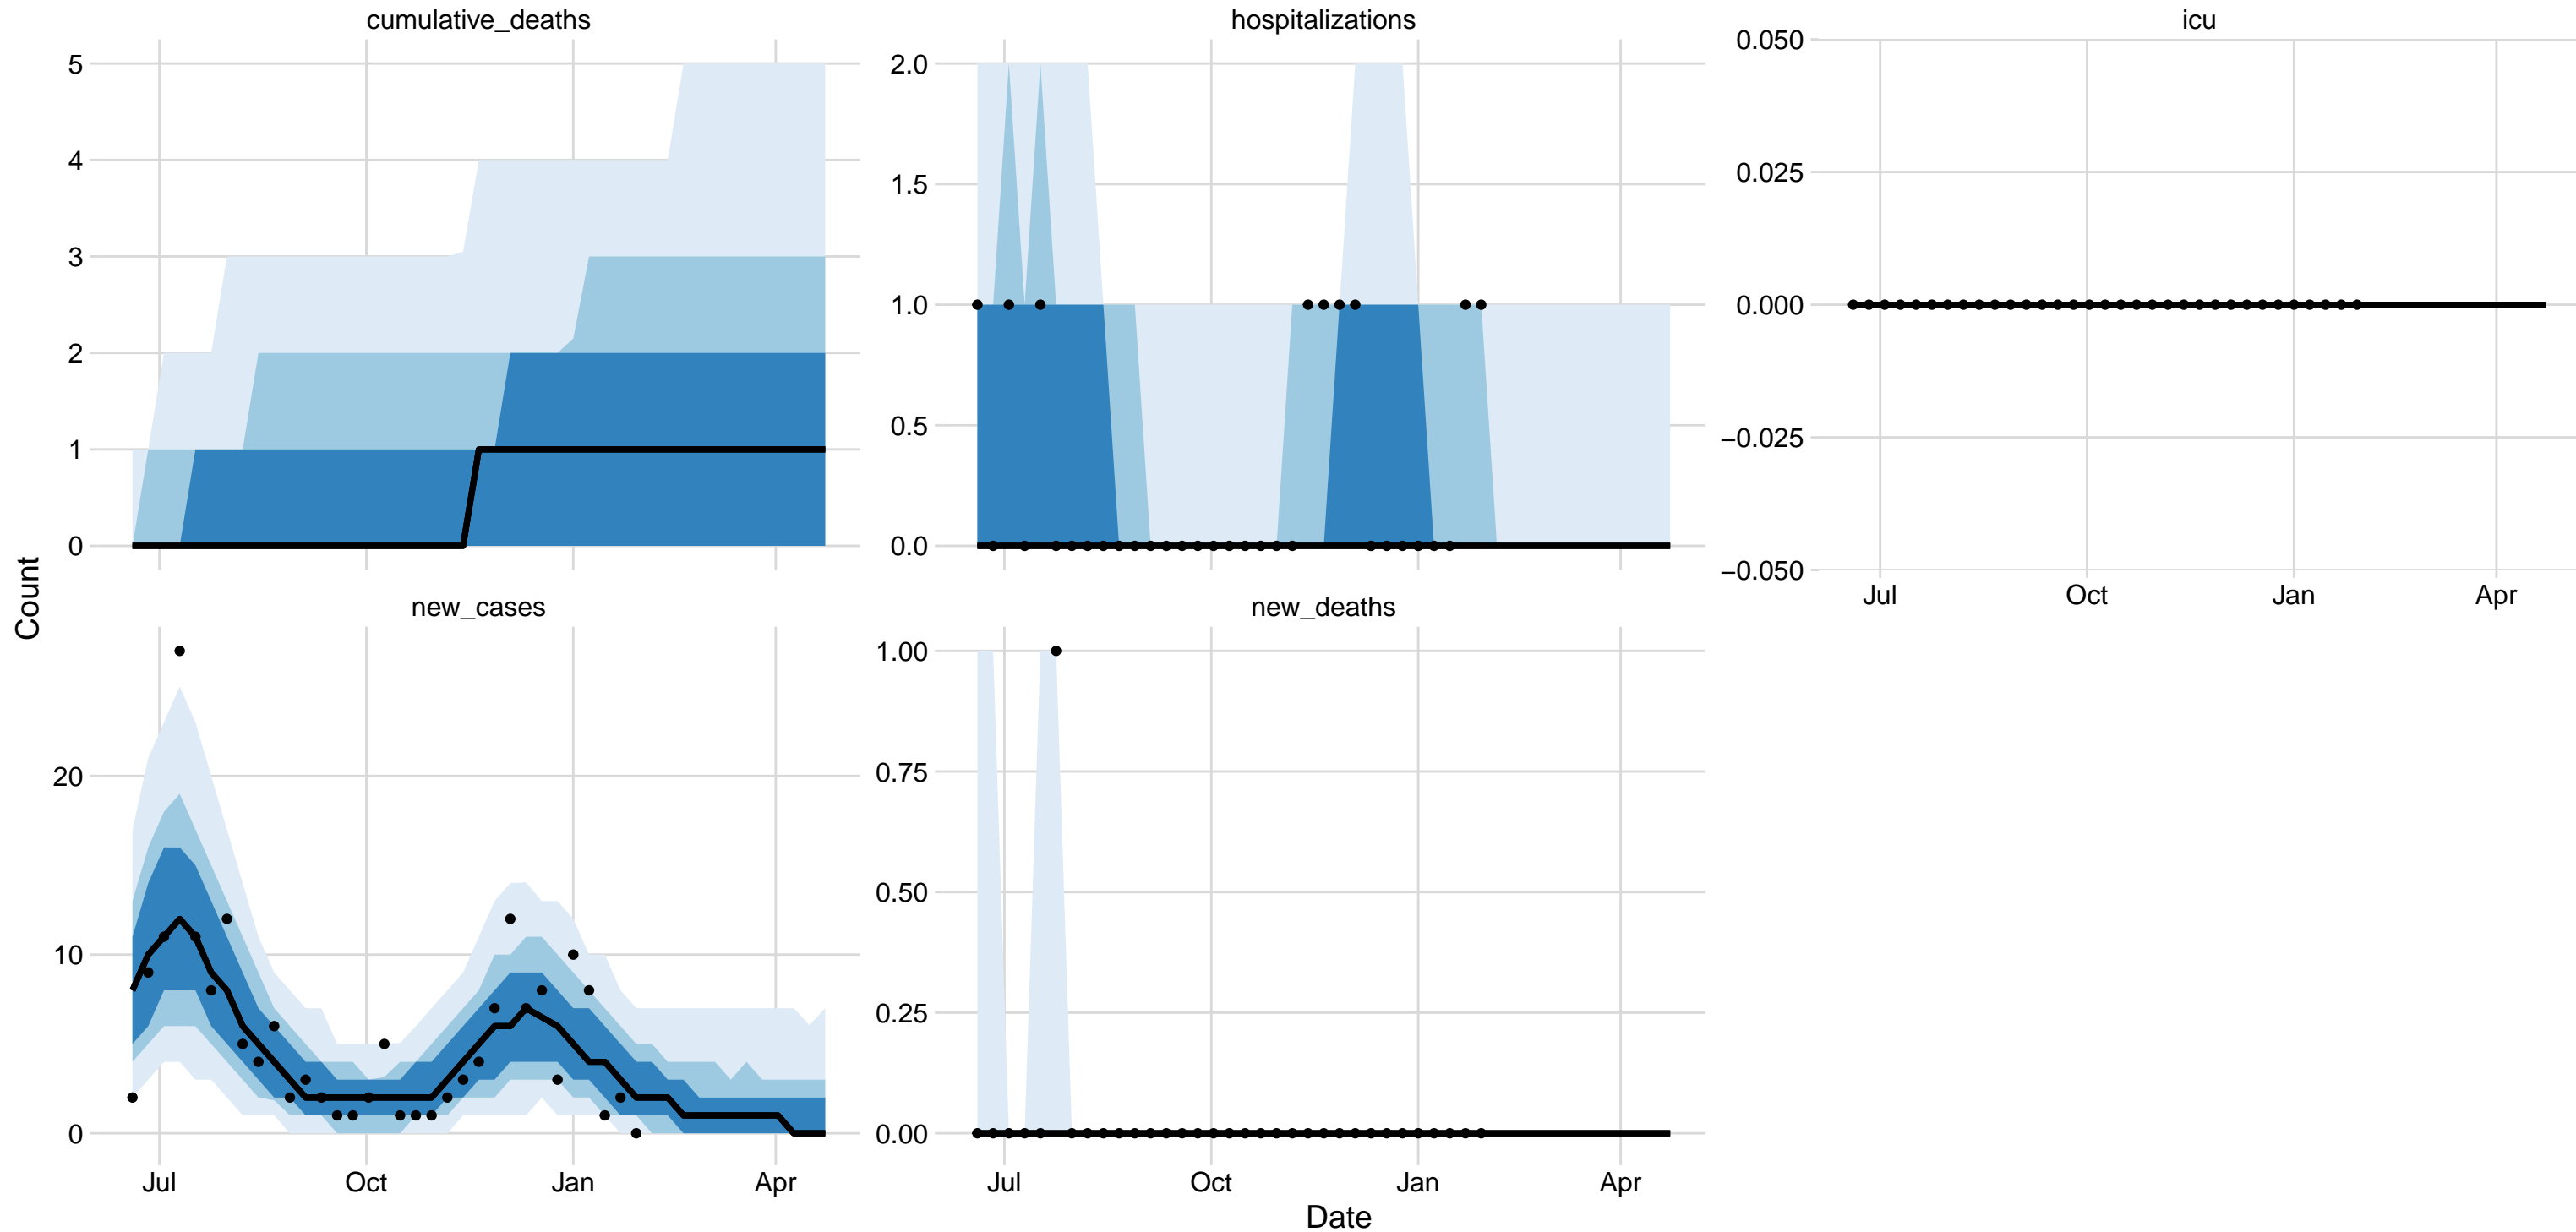 cumulative_deaths
hospitalizations
icu
5
4
3
2
1
0
2.0
1.5
1.0
0.5
0.0
0.050
0.025
0.000
−0.025
−0.050
Jul Oct Jan Apr
Count
new_cases
new_deaths
20
10
0
1.00
0.75
0.50
0.25
0.00
Jul Oct Jan Apr
Jul Oct Jan Apr
Date